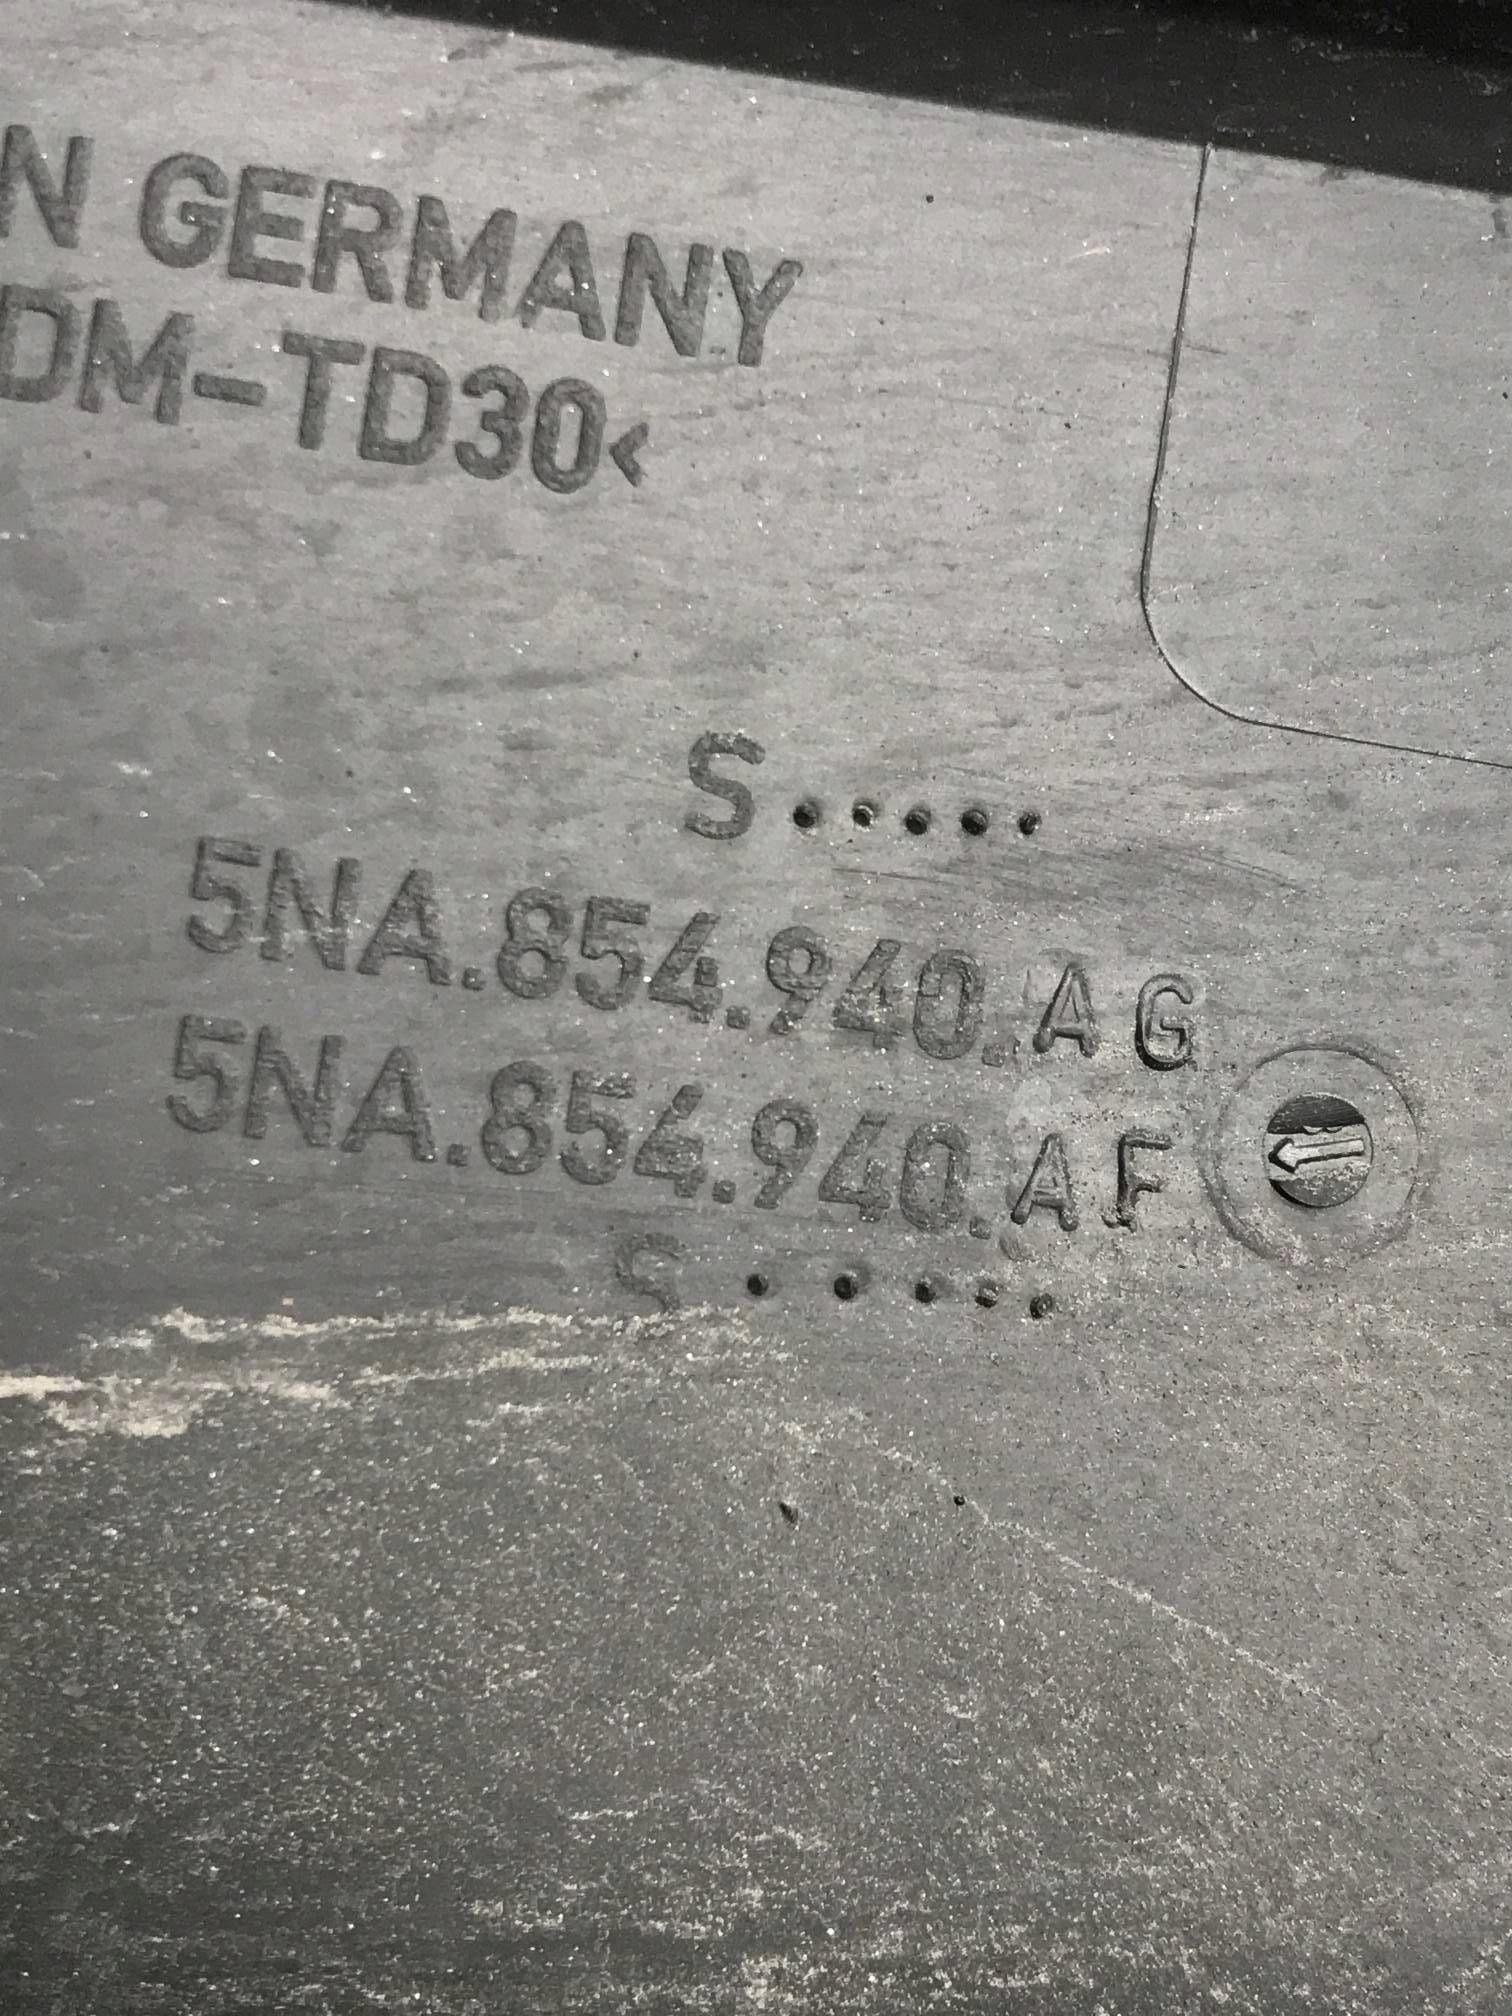 N GERMANY
DM-TD30<
S.....
5NA.854.940.AG
5NA.854.940.AF
S.....